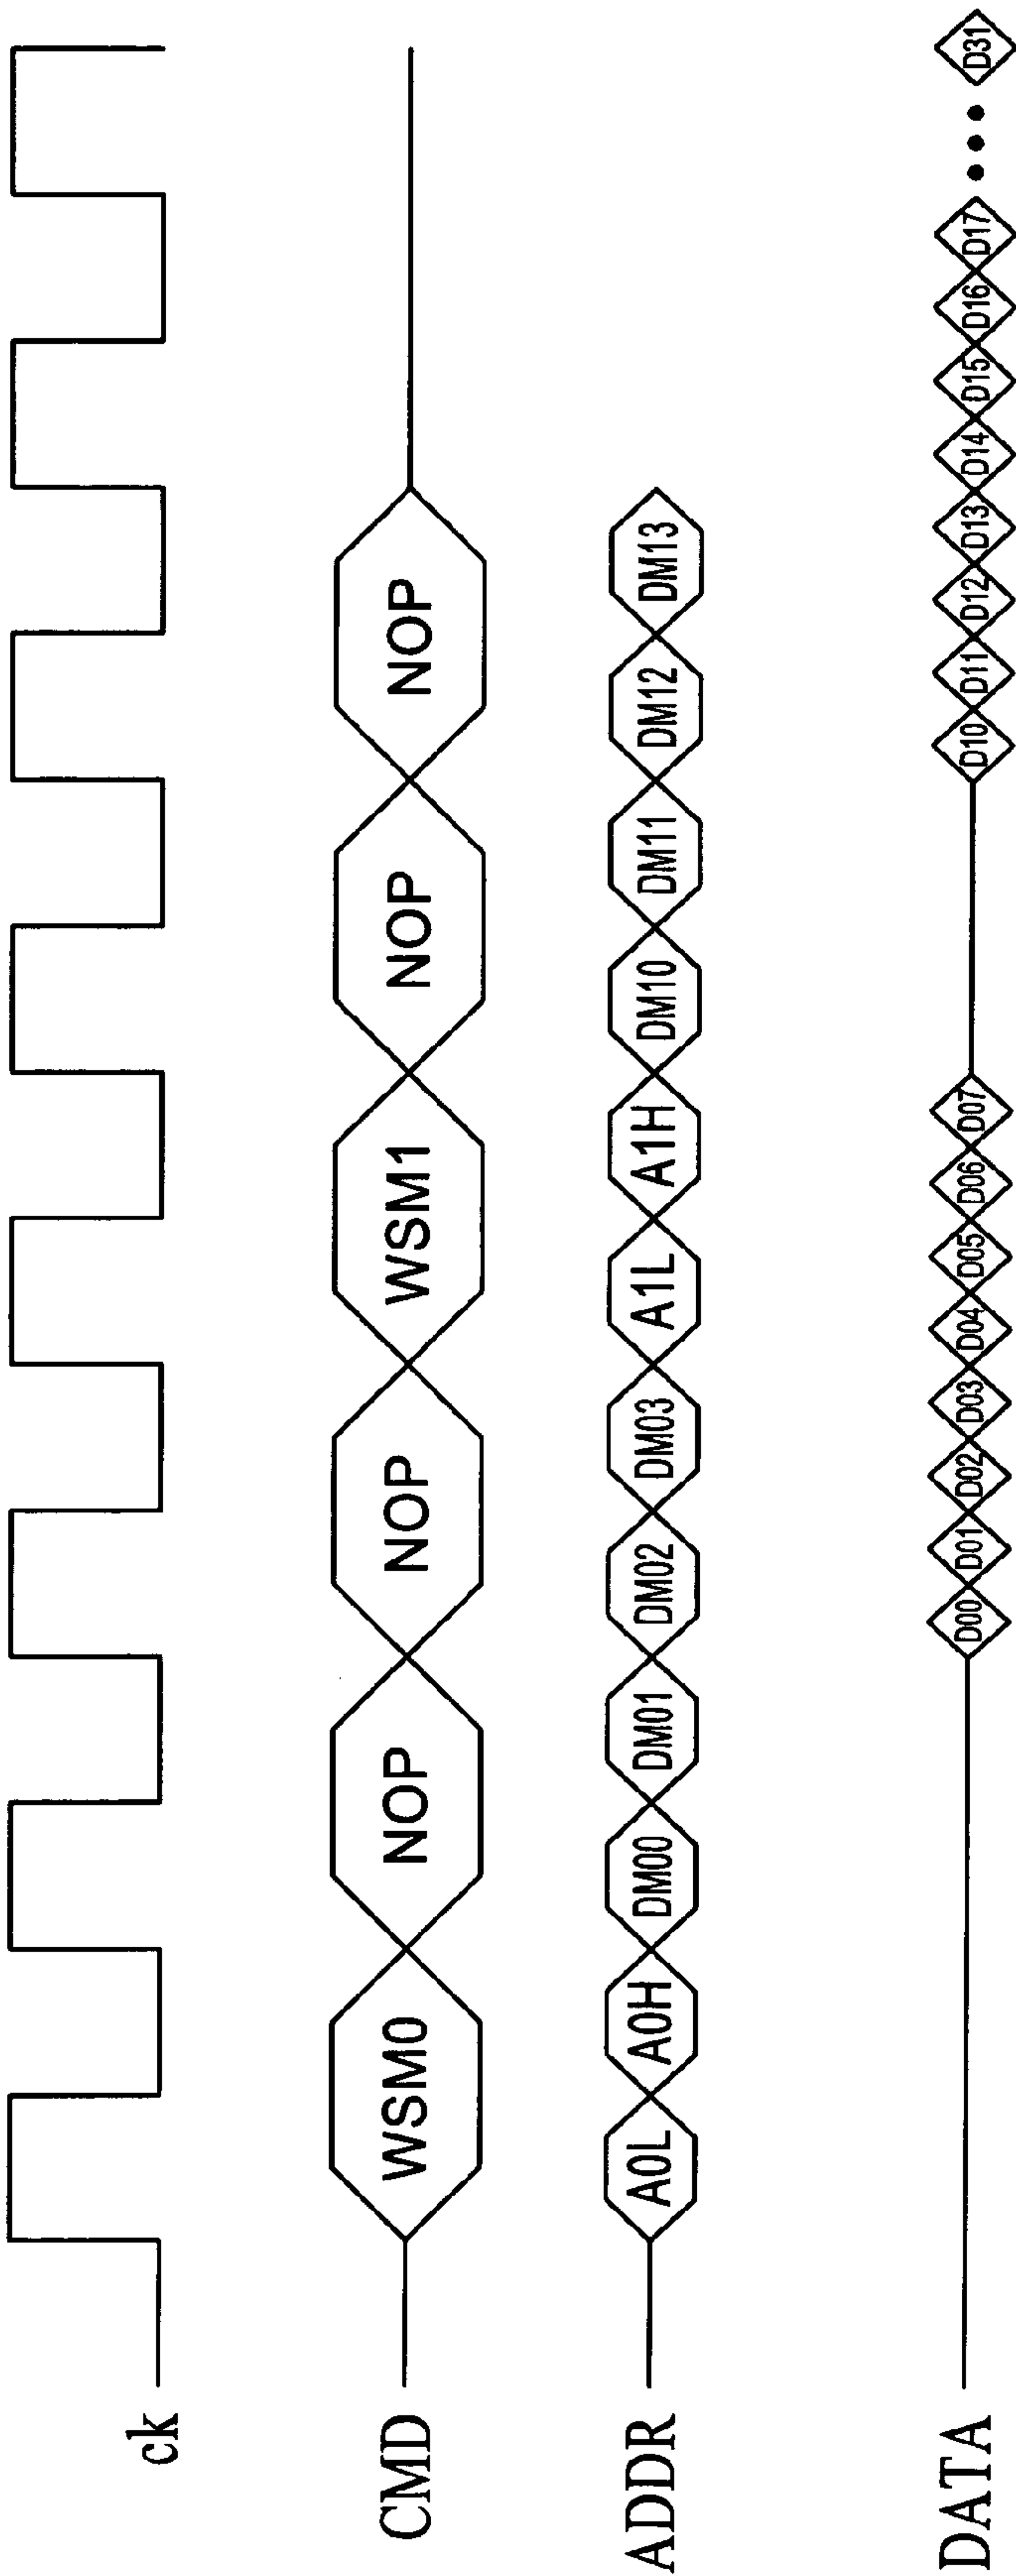 ck
CMD WSM0 NOP NOP WSM1 NOP NOP
ADDR A0L A0H DM00 DM01 DM02 DM03 A1L A1H DM10 DM11 DM12 DM13
DATA D00 D01 D02 D03 D04 D05 D06 D07 D10 D11 D12 D13 D14 D15 D16 D17 ••• D31